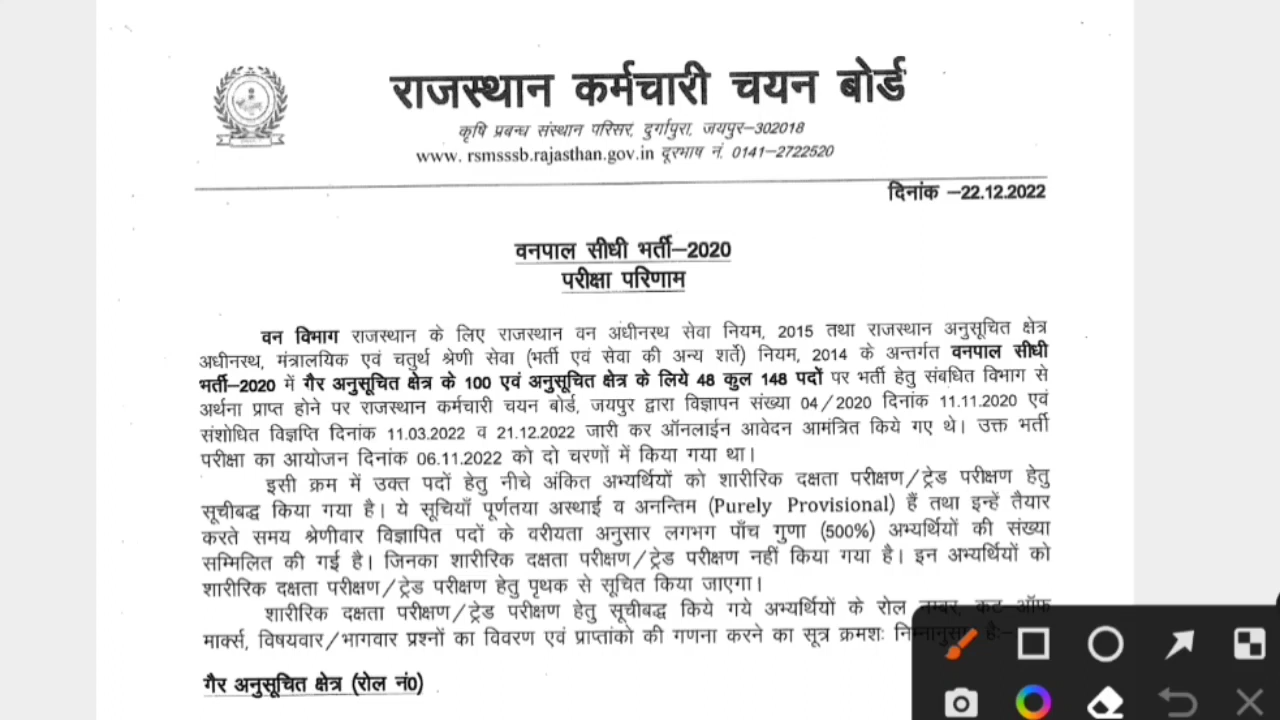 राजस्थान कर्मचारी चयन बोर्ड
कृषि प्रबन्ध संस्थान परिसर, दुर्गापुरा, जयपुर–302018
www. rsmsssb.rajasthan.gov.in दूरभाष नं. 0141–2722520
दिनांक –22.12.2022
वनपाल सीधी भर्ती–2020
परीक्षा परिणाम
वन विभाग राजस्थान के लिए राजस्थान वन अधीनरथ सेवा नियम, 2015 तथा राजस्थान अनुसूचित क्षेत्र
अधीनरथ, मंत्रालयिक एवं चतुर्थ श्रेणी सेवा (भर्ती एवं सेवा की अन्य शर्ते) नियम, 2014 के अन्तर्गत वनपाल सीधी
भर्ती–2020 में गैर अनुसूचित क्षेत्र के 100 एवं अनुसूचित क्षेत्र के लिये 48 कुल 148 पदों पर भर्ती हेतु संबधित विभाग से
अर्थना प्राप्त होने पर राजस्थान कर्मचारी चयन बोर्ड, जयपुर द्वारा विज्ञापन संख्या 04/2020 दिनांक 11.11.2020 एवं
संशोधित विज्ञप्ति दिनांक 11.03.2022 व 21.12.2022 जारी कर ऑनलाईन आवेदन आमंत्रित किये गए थे। उक्त भर्ती
परीक्षा का आयोजन दिनांक 06.11.2022 को दो चरणों में किया गया था।
इसी क्रम में उक्त पदों हेतु नीचे अंकित अभ्यर्थियों को शारीरिक दक्षता परीक्षण/ट्रेड परीक्षण हेतु
सूचीबद्ध किया गया है। ये सूचियाँ पूर्णतया अस्थाई व अनन्तिम (Purely Provisional) हैं तथा इन्हें तैयार
करते समय श्रेणीवार विज्ञापित पदों के वरीयता अनुसार लगभग पाँच गुणा (500%) अभ्यर्थियों की संख्या
सम्मिलित की गई है। जिनका शारीरिक दक्षता परीक्षण/ट्रेड परीक्षण नहीं किया गया है। इन अभ्यर्थियों को
शारीरिक दक्षता परीक्षण/ट्रेड परीक्षण हेतु पृथक से सूचित किया जाएगा।
शारीरिक दक्षता परीक्षण/ट्रेड परीक्षण हेतु सूचीबद्ध किये गये अभ्यर्थियों के रोल नम्बर, कट–ऑफ
मार्क्स, विषयवार/भागवार प्रश्नों का विवरण एवं प्राप्तांको की गणना करने का सूत्र क्रमशः निम्नानुसार है:–
गैर अनुसूचित क्षेत्र (रोल नं0)